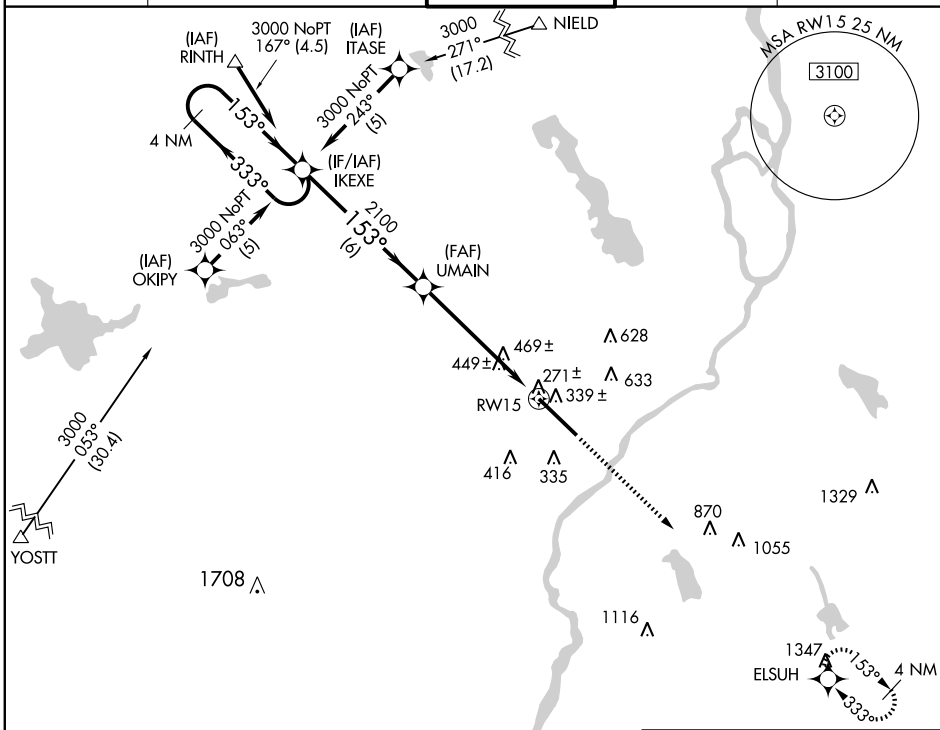 3000 NoPT
167° (4.5)
(IAF)
RINTH
(IAF)
ITASE
3000
271°
(17.2)
NIELD
MSA RW15 25 NM
3100
3000 NoPT
243°
(5)
153°
4 NM
333°
(IF/IAF)
IKEXE
3000 NoPT
063°
(5)
2100
153°
(6)
(IAF)
OKIPY
(FAF)
UMAIN
469±
449±
628
271±
633
339±
RW15
3000
053°
(30.4)
416
335
1329
870
1055
YOSTT
1708
1116
1347
ELSUH
153°
4 NM
333°